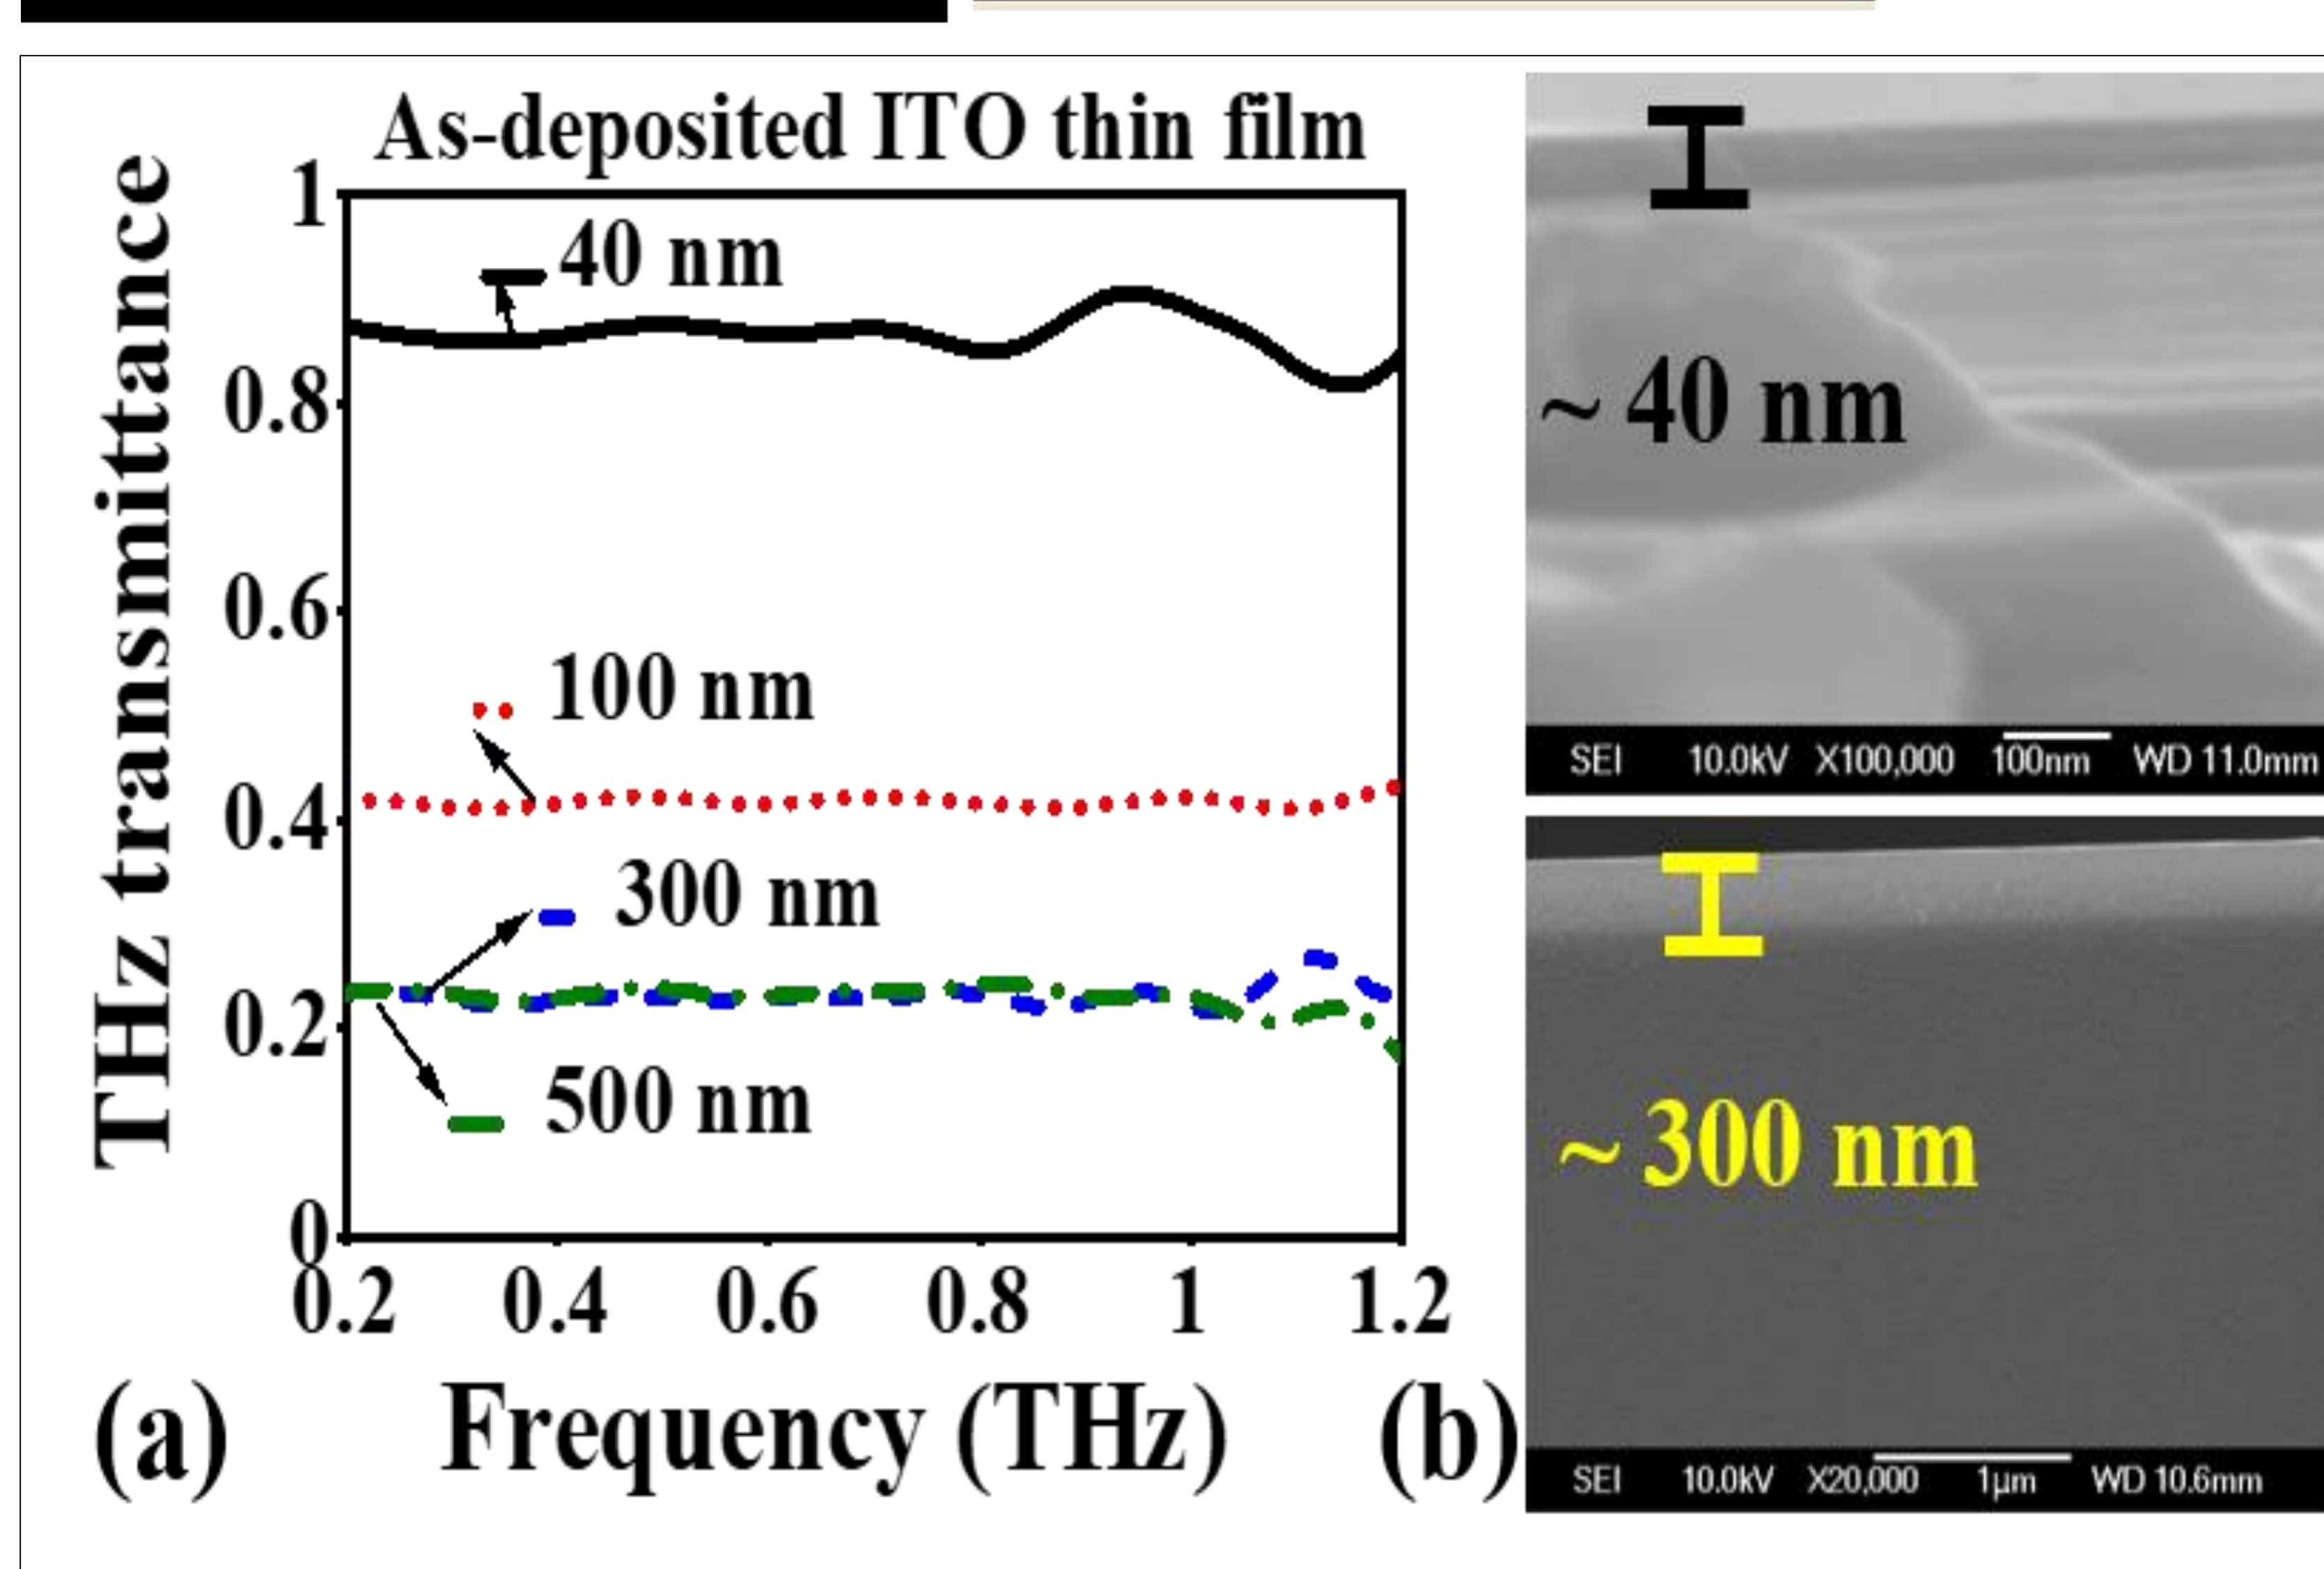 As-deposited ITO thin film
THz transmittance
1
0.8
0.6
0.4
0.2
0
40 nm
100 nm
300 nm
500 nm
0.2 0.4 0.6 0.8 1 1.2
Frequency (THz)
(a)
(b)
~ 40 nm
SEI 10.0kV X100,000 100nm WD 11.0mm
~ 300 nm
SEI 10.0kV X20,000 1µm WD 10.6mm